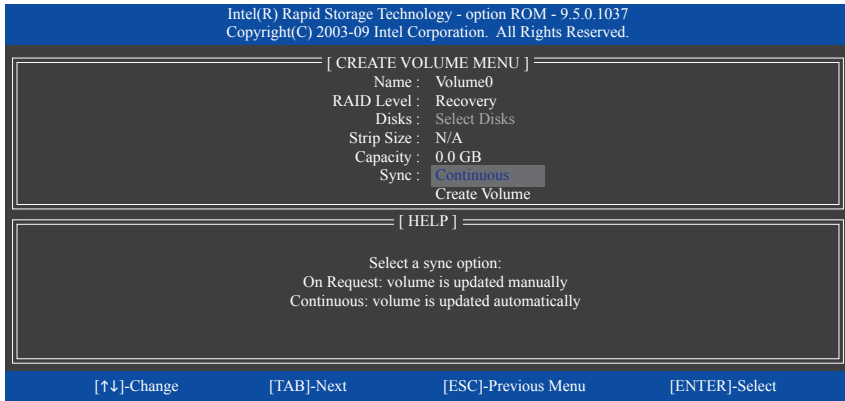 Intel(R) Rapid Storage Technology - option ROM - 9.5.0.1037
Copyright(C) 2003-09 Intel Corporation. All Rights Reserved.
[ CREATE VOLUME MENU ]
Name : Volume0
RAID Level : Recovery
Disks : Select Disks
Strip Size : N/A
Capacity : 0.0 GB
Sync : Continuous
Create Volume
[ HELP ]
Select a sync option:
On Request: volume is updated manually
Continuous: volume is updated automatically
[↑↓]-Change [TAB]-Next [ESC]-Previous Menu [ENTER]-Select